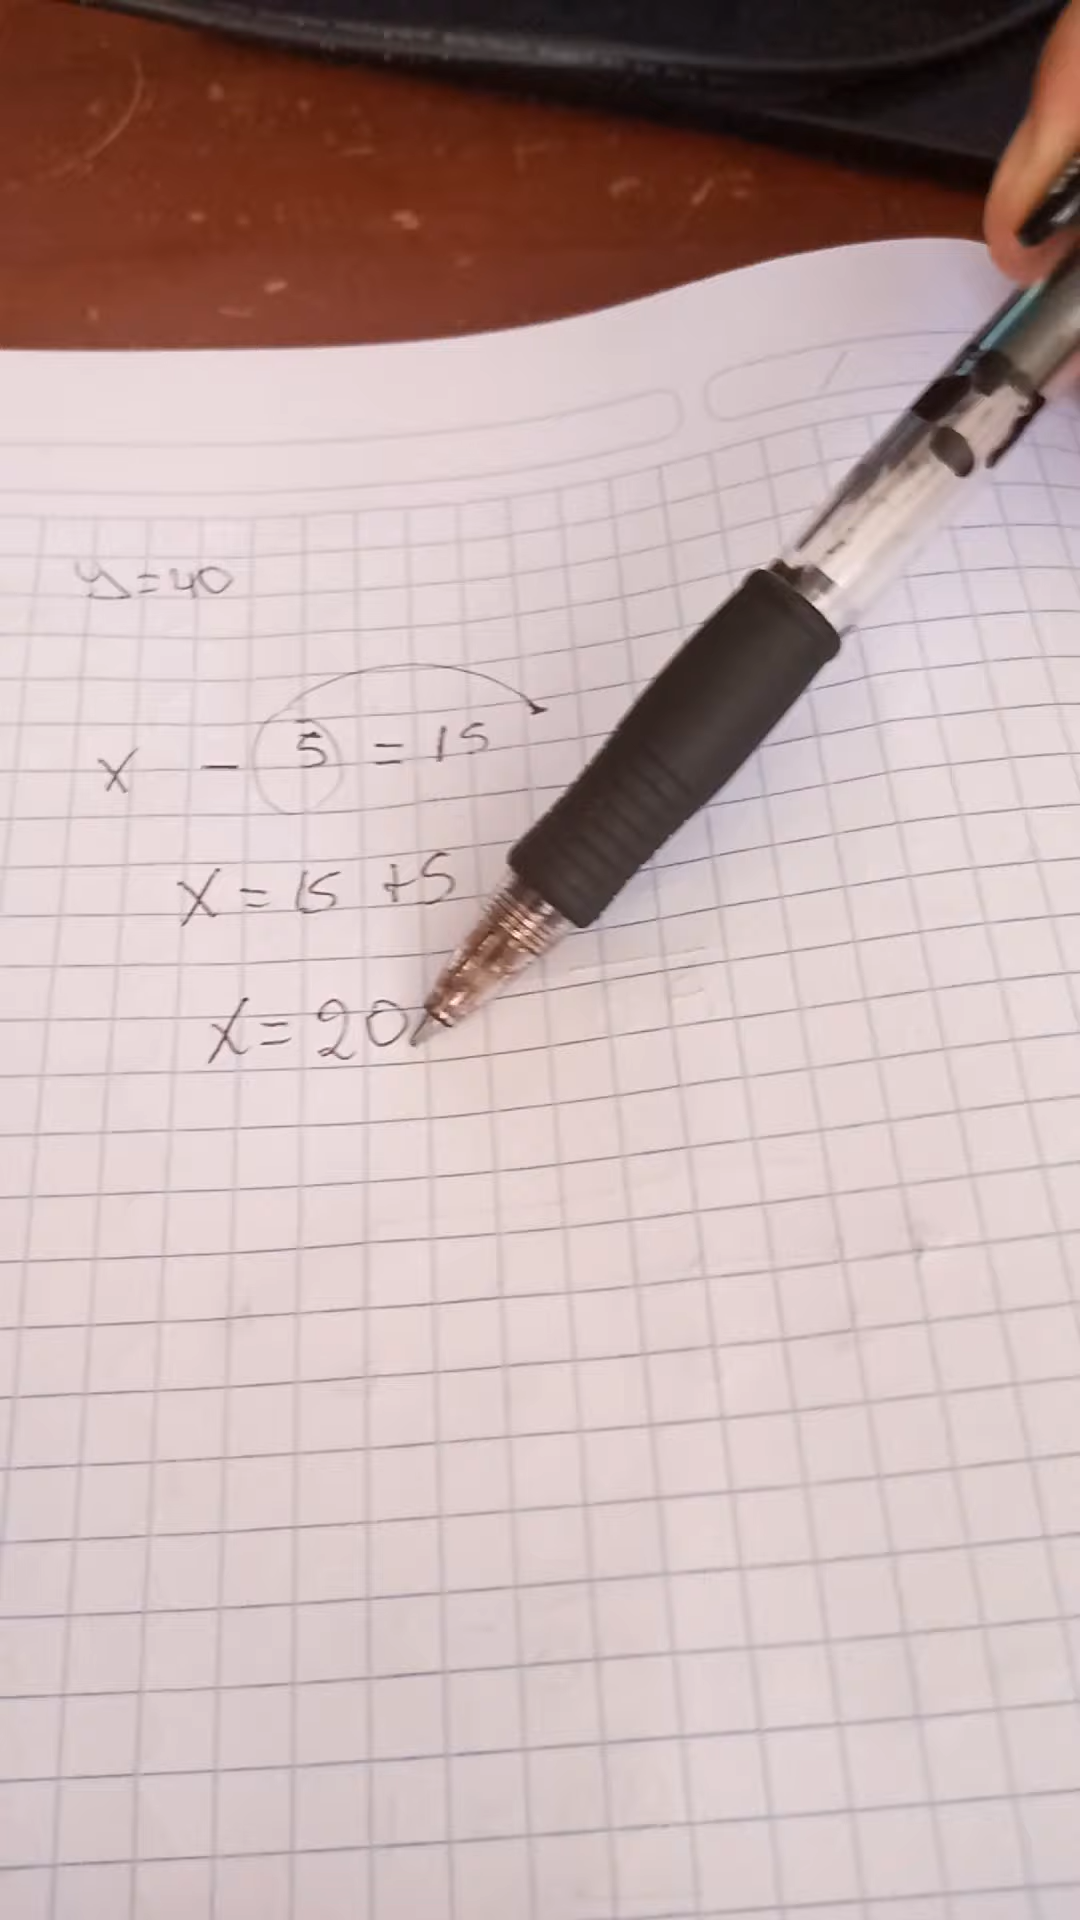 y=40
x - 5 = 15
x = 15 +5
x = 20